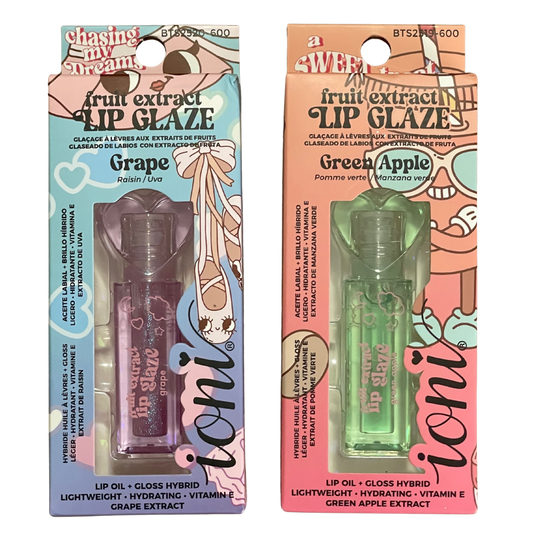 chasing
my
Dreams
BTS2520-600
fruit extract
LIP GLAZE
GLAÇAGE À LÈVRES AUX EXTRAITS DE FRUITS
GLASEADO DE LABIOS CON EXTRACTO DE FRUTA
Grape
Raisin / Uva
ACEITE LABIAL + BRILLO HÍBRIDO
LIGERO • HIDRATANTE • VITAMINA E
EXTRACTO DE UVA
HYBRIDE HUILE À LÈVRES + GLOSS
LÉGER • HYDRATANT • VITAMINE E
EXTRAIT DE RAISIN
fruit extract
lip glaze
grape
ioni®
LIP OIL + GLOSS HYBRID
LIGHTWEIGHT • HYDRATING • VITAMIN E
GRAPE EXTRACT
a
SWEET
BTS2519-600
fruit extract
LIP GLAZE
GLAÇAGE À LÈVRES AUX EXTRAITS DE FRUITS
GLASEADO DE LABIOS CON EXTRACTO DE FRUTA
Green Apple
Pomme verte / Manzana verde
ACEITE LABIAL + BRILLO HÍBRIDO
LIGERO • HIDRATANTE • VITAMINA E
EXTRACTO DE MANZANA VERDE
HYBRIDE HUILE À LÈVRES + GLOSS
LÉGER • HYDRATANT • VITAMINE E
EXTRAIT DE POMME VERTE
fruit extract
lip glaze
ioni®
LIP OIL + GLOSS HYBRID
LIGHTWEIGHT • HYDRATING • VITAMIN E
GREEN APPLE EXTRACT